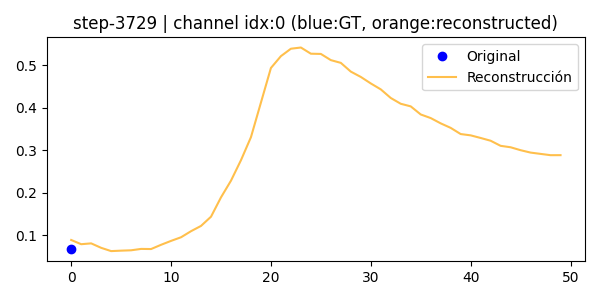 step-3729 | channel idx:0 (blue:GT, orange:reconstructed)
Original
Reconstrucción
0.5
0.4
0.3
0.2
0.1
0 10 20 30 40 50